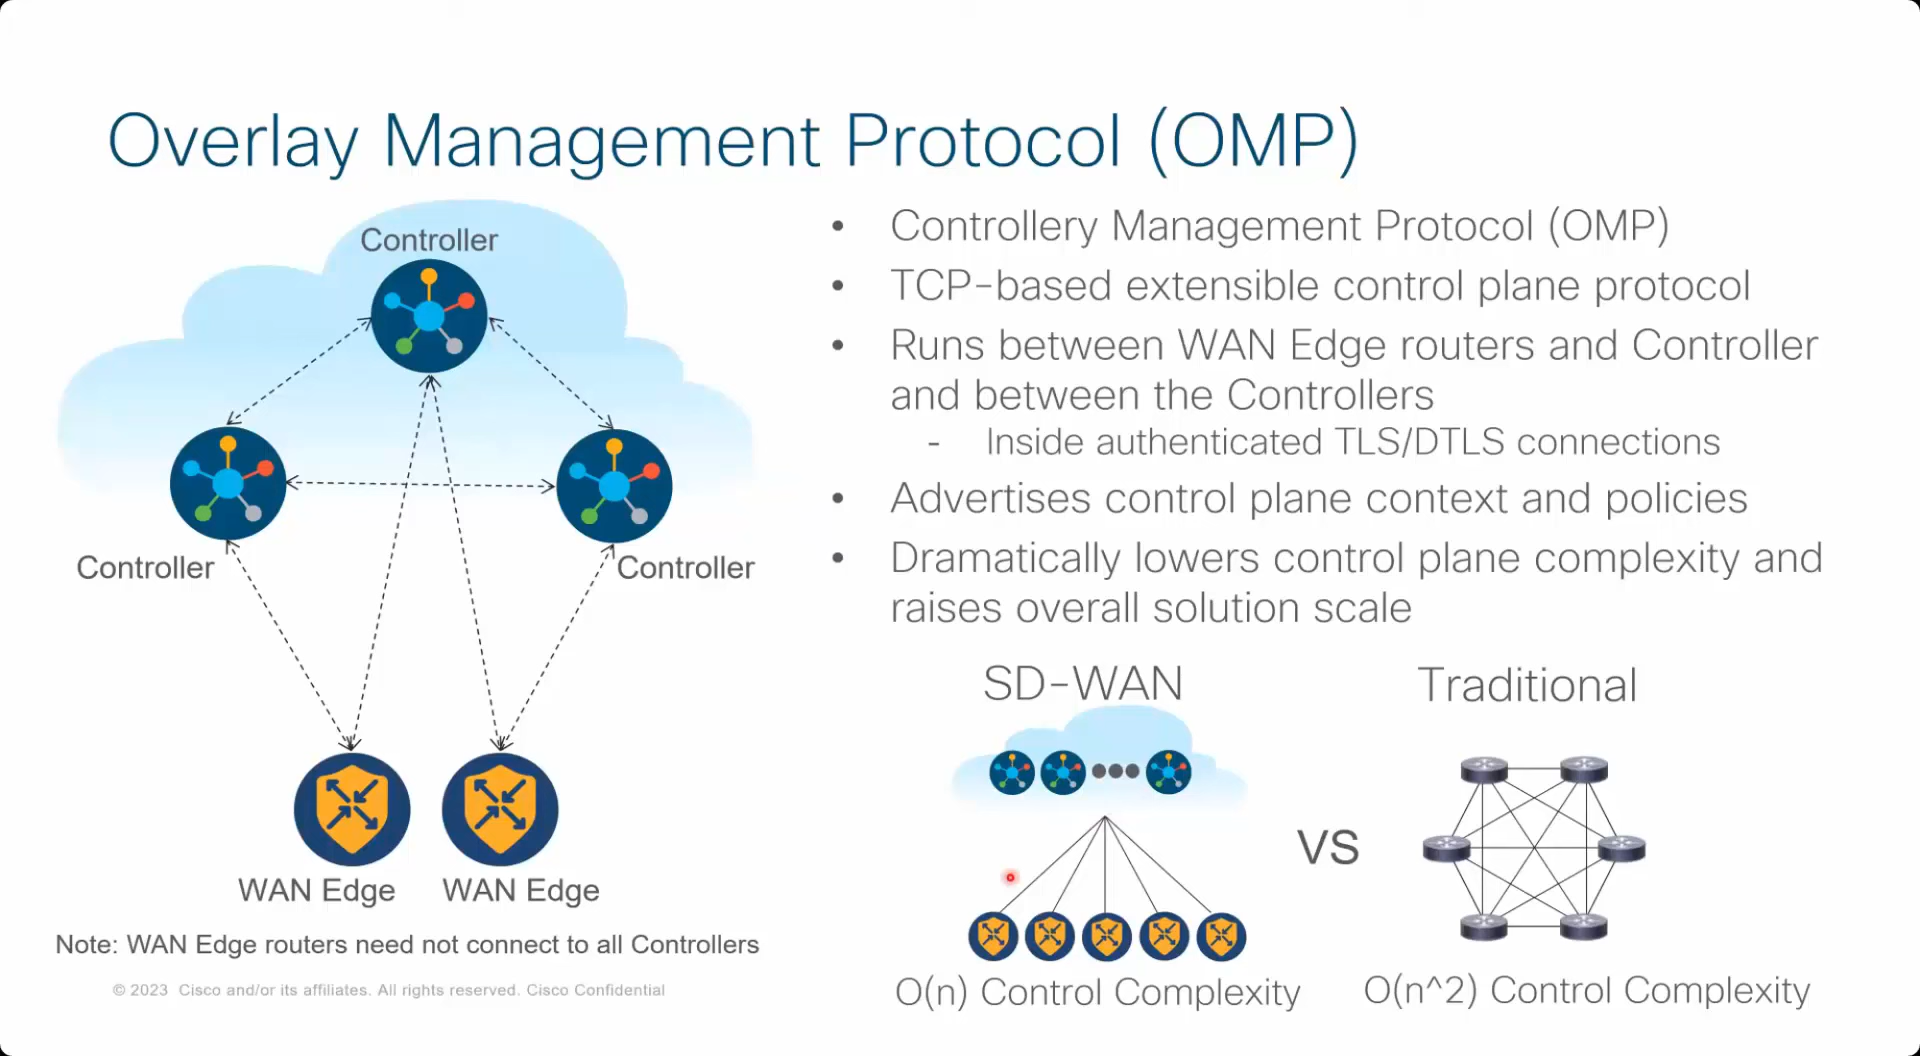 Overlay Management Protocol (OMP)
Controller
Controller
Controller
WAN Edge
WAN Edge
Note: WAN Edge routers need not connect to all Controllers
• Controllery Management Protocol (OMP)
• TCP-based extensible control plane protocol
• Runs between WAN Edge routers and Controller
and between the Controllers
- Inside authenticated TLS/DTLS connections
• Advertises control plane context and policies
• Dramatically lowers control plane complexity and
raises overall solution scale
SD-WAN
VS
Traditional
O(n) Control Complexity
O(n^2) Control Complexity
© 2023 Cisco and/or its affiliates. All rights reserved. Cisco Confidential